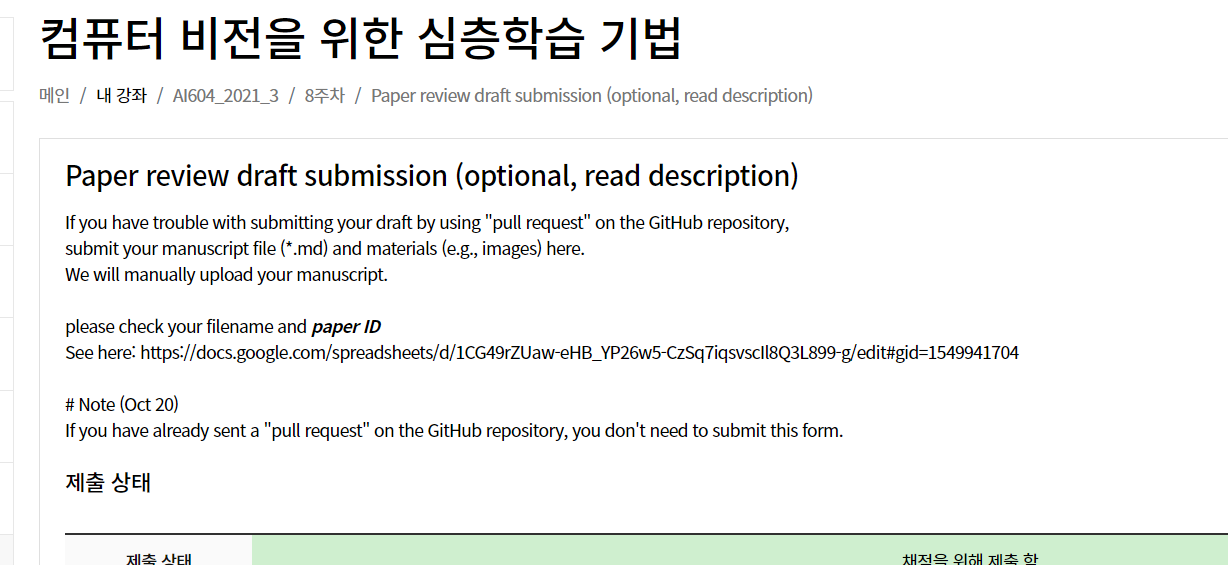 컴퓨터 비전을 위한 심층학습 기법
메인 / 내 강좌 / AI604_2021_3 / 8주차 / Paper review draft submission (optional, read description)
Paper review draft submission (optional, read description)
If you have trouble with submitting your draft by using "pull request" on the GitHub repository,
submit your manuscript file (*.md) and materials (e.g., images) here.
We will manually upload your manuscript.
please check your filename and paper ID
See here: https://docs.google.com/spreadsheets/d/1CG49rZUaw-eHB_YP26w5-CzSq7iqsvscIl8Q3L899-g/edit#gid=1549941704
# Note (Oct 20)
If you have already sent a "pull request" on the GitHub repository, you don't need to submit this form.
제출 상태
제출 상태 채점을 위해 제출 함